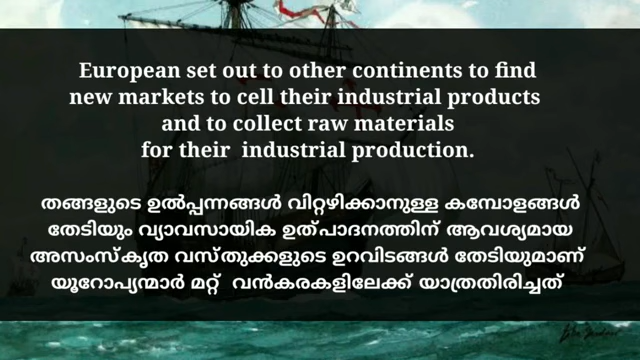 European set out to other continents to find
new markets to cell their industrial products
and to collect raw materials
for their industrial production.
തങ്ങളുടെ ഉൽപ്പന്നങ്ങൾ വിറ്റഴിക്കാനുള്ള കമ്പോളങ്ങൾ
തേടിയും വ്യാവസായിക ഉത്പാദനത്തിന് ആവശ്യമായ
അസംസ്കൃത വസ്തുക്കളുടെ ഉറവിടങ്ങൾ തേടിയുമാണ്
യൂറോപ്യന്മാർ മറ്റ് വൻകരകളിലേക്ക് യാത്രതിരിച്ചത്